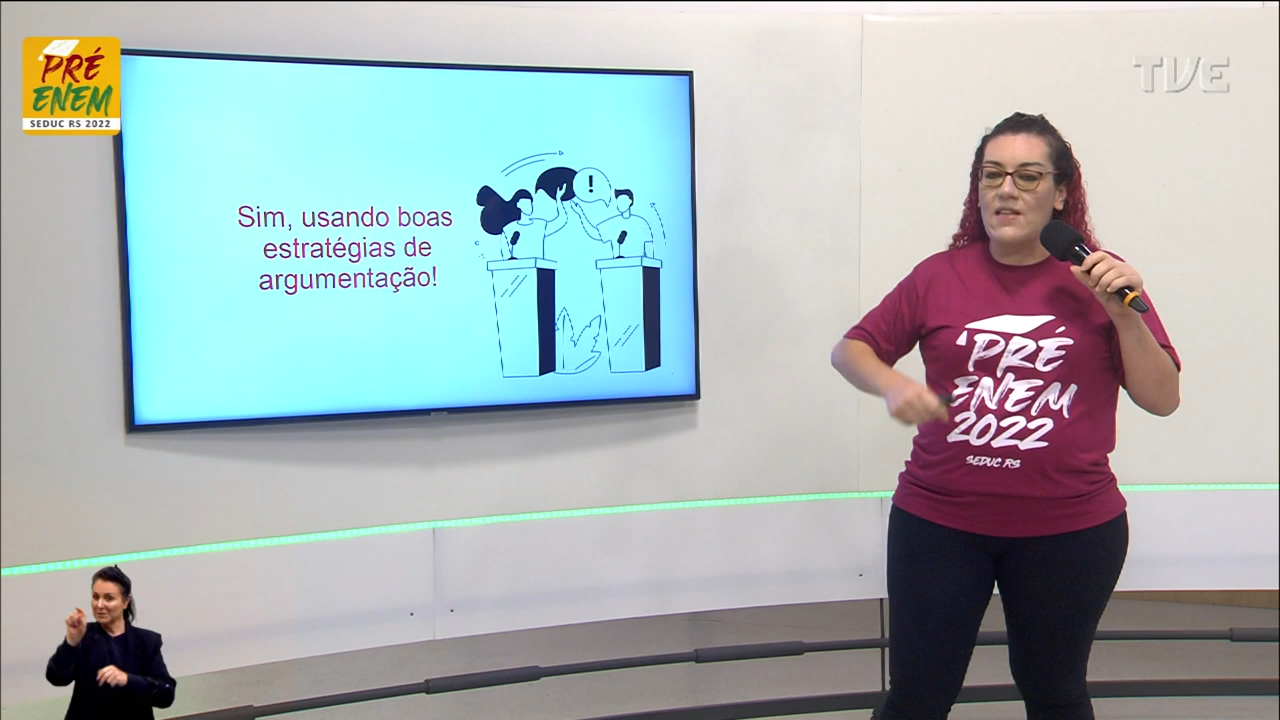 PRÉ
ENEM
SEDUC RS 2022
TVE
Sim, usando boas
estratégias de
argumentação!
!
PRÉ
ENEM
2022
SEDUC RS